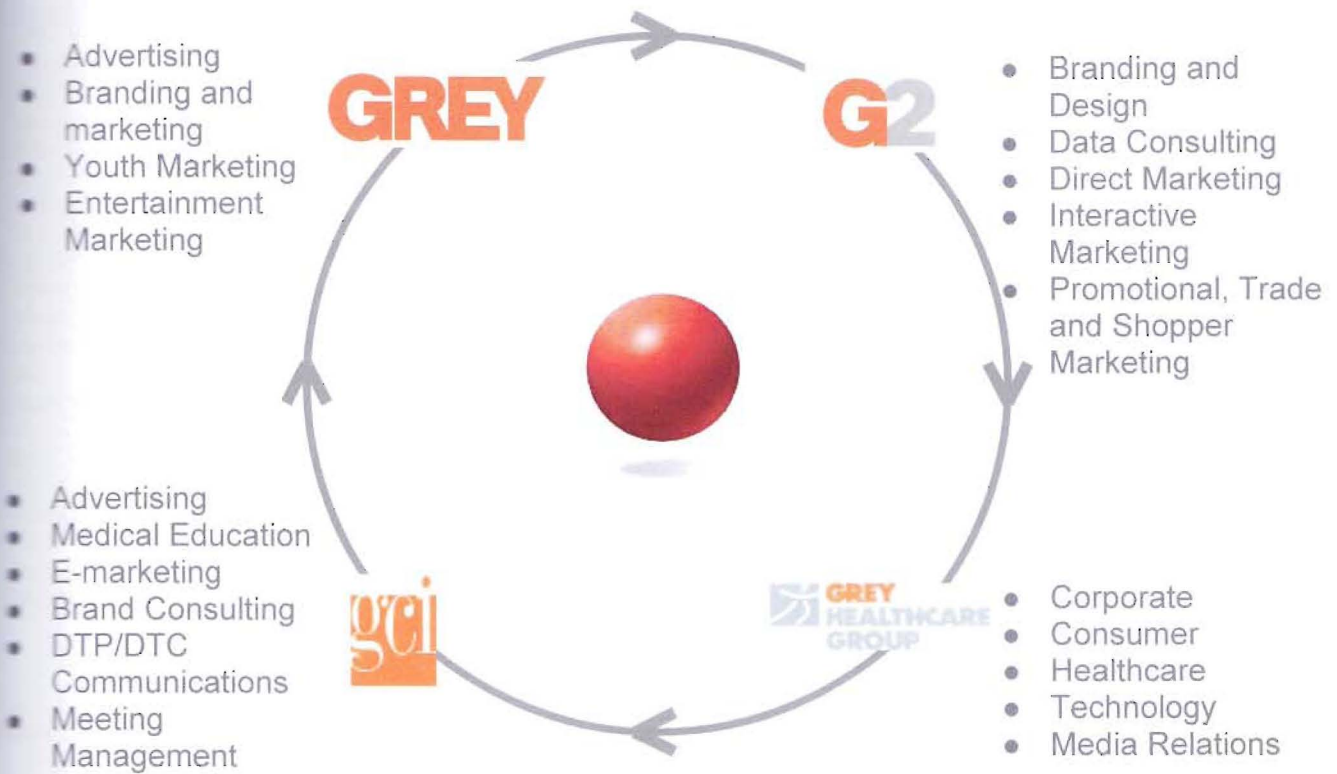 • Advertising
• Branding and
marketing
• Youth Marketing
• Entertainment
Marketing
GREY
G2
• Branding and
Design
• Data Consulting
• Direct Marketing
• Interactive
Marketing
• Promotional, Trade
and Shopper
Marketing
• Advertising
• Medical Education
• E-marketing
• Brand Consulting
• DTP/DTC
Communications
• Meeting
Management
gci
GREY
HEALTHCARE
GROUP
• Corporate
• Consumer
• Healthcare
• Technology
• Media Relations